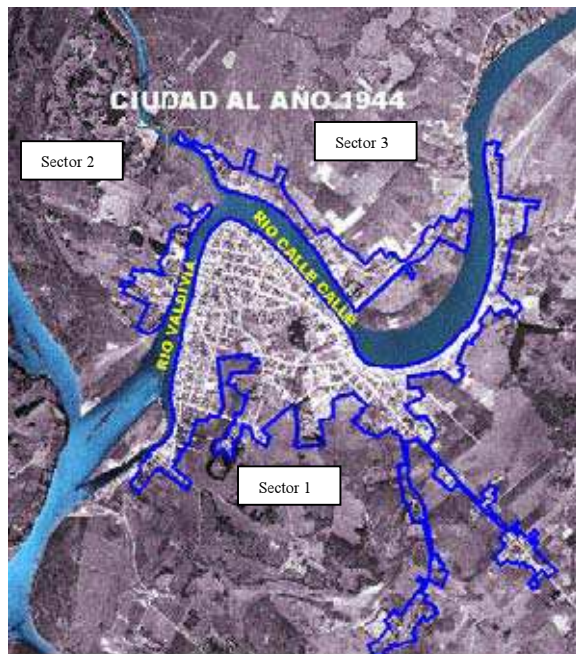 CIUDAD AL AÑO 1944
Sector 3
Sector 2
RIO CALLE CALLE
RIO VALDIVIA
Sector 1